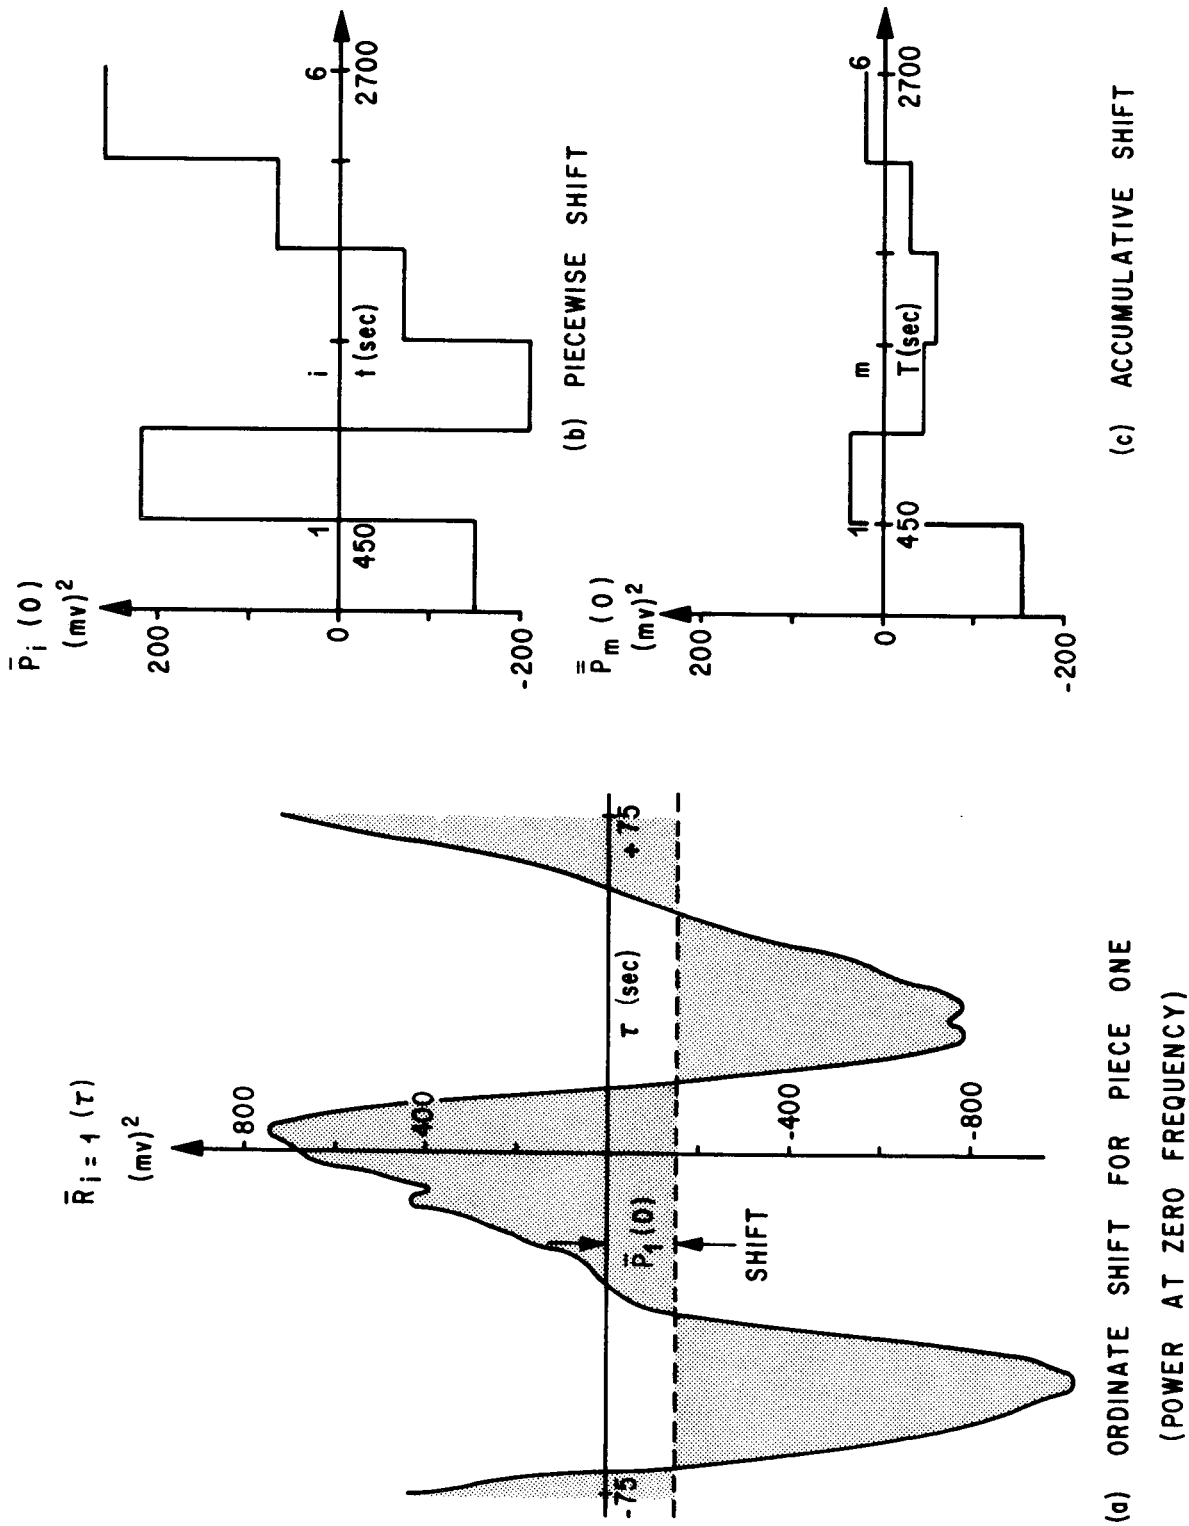 R̄i = 1 (τ)
(mv)²
800
400
-400
-800
-75
+75
τ (sec)
P̄1(0)
SHIFT
(a) ORDINATE SHIFT FOR PIECE ONE
(POWER AT ZERO FREQUENCY)
P̄i (0)
(mv)²
200
0
-200
1
450
i
t(sec)
6
2700
(b) PIECEWISE SHIFT
P̿m (0)
(mv)²
200
0
-200
1
450
m
T(sec)
6
2700
(c) ACCUMULATIVE SHIFT